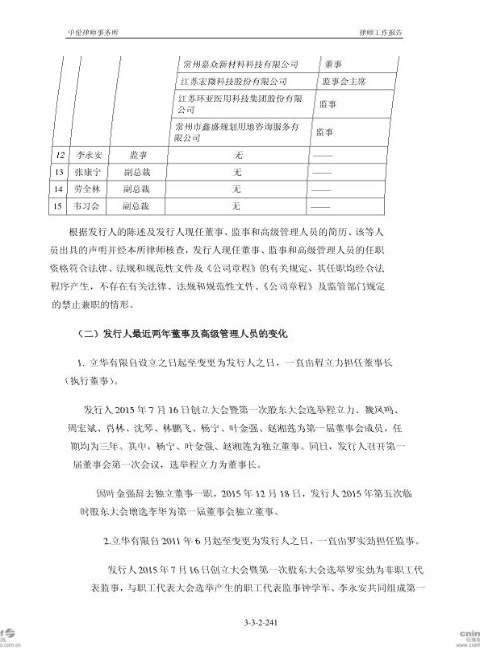 中伦律师事务所 律师工作报告
常州嘉众新材料科技有限公司 董事
江苏宏微科技股份有限公司 监事会主席
江苏环亚医用科技集团股份有限
公司 监事
常州市鑫盛规划用地咨询服务有
限公司 监事
12 李永安 监事 无 ——
13 张康宁 副总裁 无 ——
14 劳全林 副总裁 无 ——
15 韦习会 副总裁 无 ——
根据发行人的陈述及发行人现任董事、监事和高级管理人员的简历、该等人
员出具的声明并经本所律师核查，发行人现任董事、监事和高级管理人员的任职
资格符合法律、法规和规范性文件及《公司章程》的有关规定，其任职均经合法
程序产生，不存在有关法律、法规和规范性文件、《公司章程》及监管部门规定
的禁止兼职的情形。
（二）发行人最近两年董事及高级管理人员的变化
1. 立华有限自设立之日起至变更为发行人之日，一直由程立力担任董事长
（执行董事）。
发行人 2015 年 7 月 16 日创立大会暨第一次股东大会选举程立力、魏凤鸣、
周宏斌、肖林、沈琴、林鹏飞、杨宁、叶金强、赵湘莲为第一届董事会成员，任
期均为三年。其中，杨宁、叶金强、赵湘莲为独立董事。同日，发行人召开第一
届董事会第一次会议，选举程立力为董事长。
因叶金强辞去独立董事一职，2015 年 12 月 18 日，发行人 2015 年第五次临
时股东大会增选李华为第一届董事会独立董事。
2.立华有限自 2011 年 6 月起至变更为发行人之日，一直由罗实劲担任监事。
发行人 2015 年 7 月 16 日创立大会暨第一次股东大会选举罗实劲为非职工代
表监事，与职工代表大会选举产生的职工代表监事钟学军、李永安共同组成第一
3-3-2-241